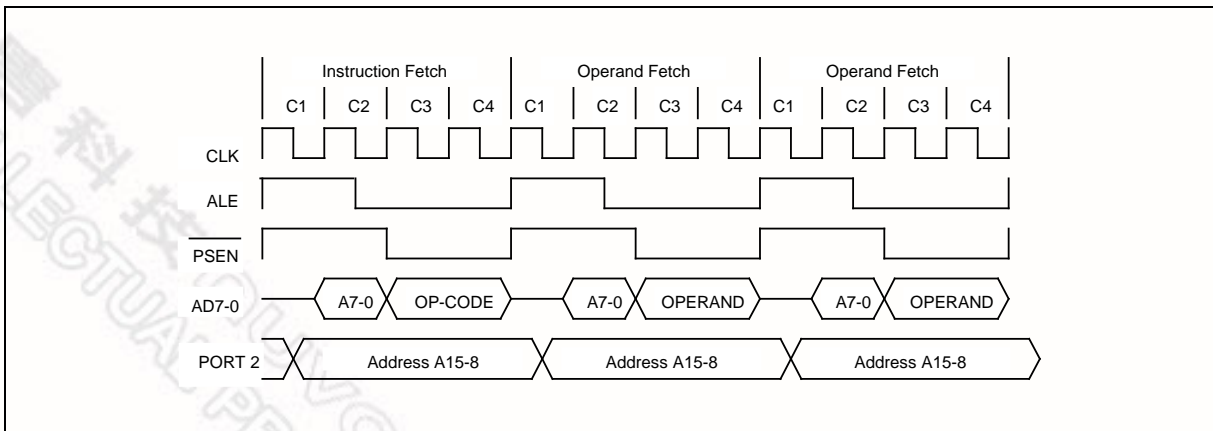 Instruction Fetch Operand Fetch Operand Fetch
C1 C2 C3 C4 C1 C2 C3 C4 C1 C2 C3 C4
CLK
ALE
PSEN
AD7-0 A7-0 OP-CODE A7-0 OPERAND A7-0 OPERAND
PORT 2 Address A15-8 Address A15-8 Address A15-8